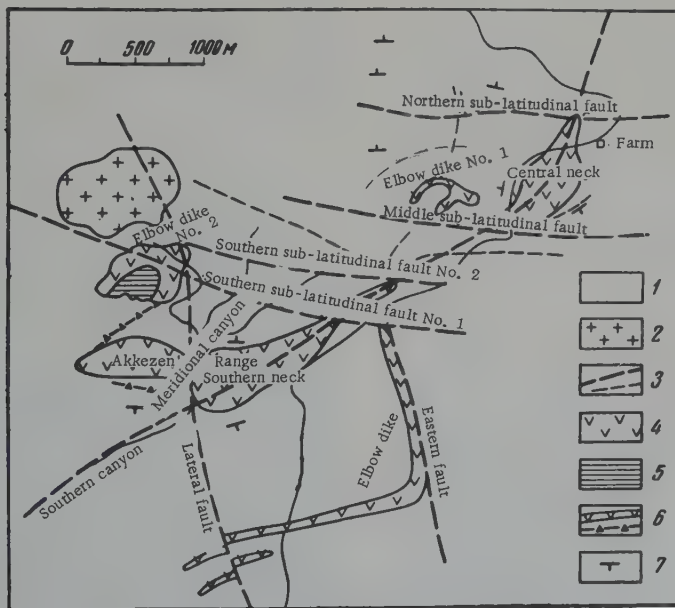 0 500 1000 м
Northern sub-latitudinal fault
Farm
Elbow dike No. 1
Central neck
Middle sub-latitudinal fault
Elbow dike
No. 2
Southern sub-latitudinal fault No. 2
Southern sub-latitudinal fault No. 1
Meridional canyon
Akkezen Range
Southern neck
Southern canyon
Lateral fault
Elbow dike
Eastern fault
1
2
3
4
5
6
7